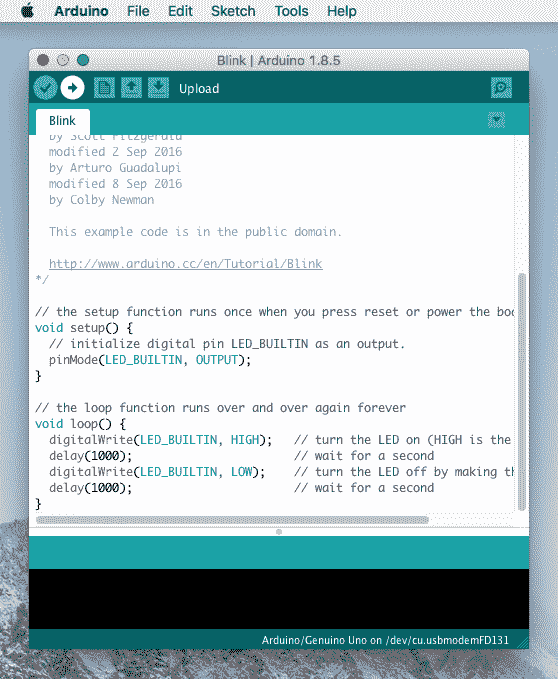 Arduino File Edit Sketch Tools Help
Blink | Arduino 1.8.5
Upload
Blink
by Scott Fitzgerald
modified 2 Sep 2016
by Arturo Guadalupi
modified 8 Sep 2016
by Colby Newman
This example code is in the public domain.
http://www.arduino.cc/en/Tutorial/Blink
*/
// the setup function runs once when you press reset or power the boa
void setup() {
// initialize digital pin LED_BUILTIN as an output.
pinMode(LED_BUILTIN, OUTPUT);
}
// the loop function runs over and over again forever
void loop() {
digitalWrite(LED_BUILTIN, HIGH); // turn the LED on (HIGH is the
delay(1000); // wait for a second
digitalWrite(LED_BUILTIN, LOW); // turn the LED off by making th
delay(1000); // wait for a second
}
Arduino/Genuino Uno on /dev/cu.usbmodemFD131